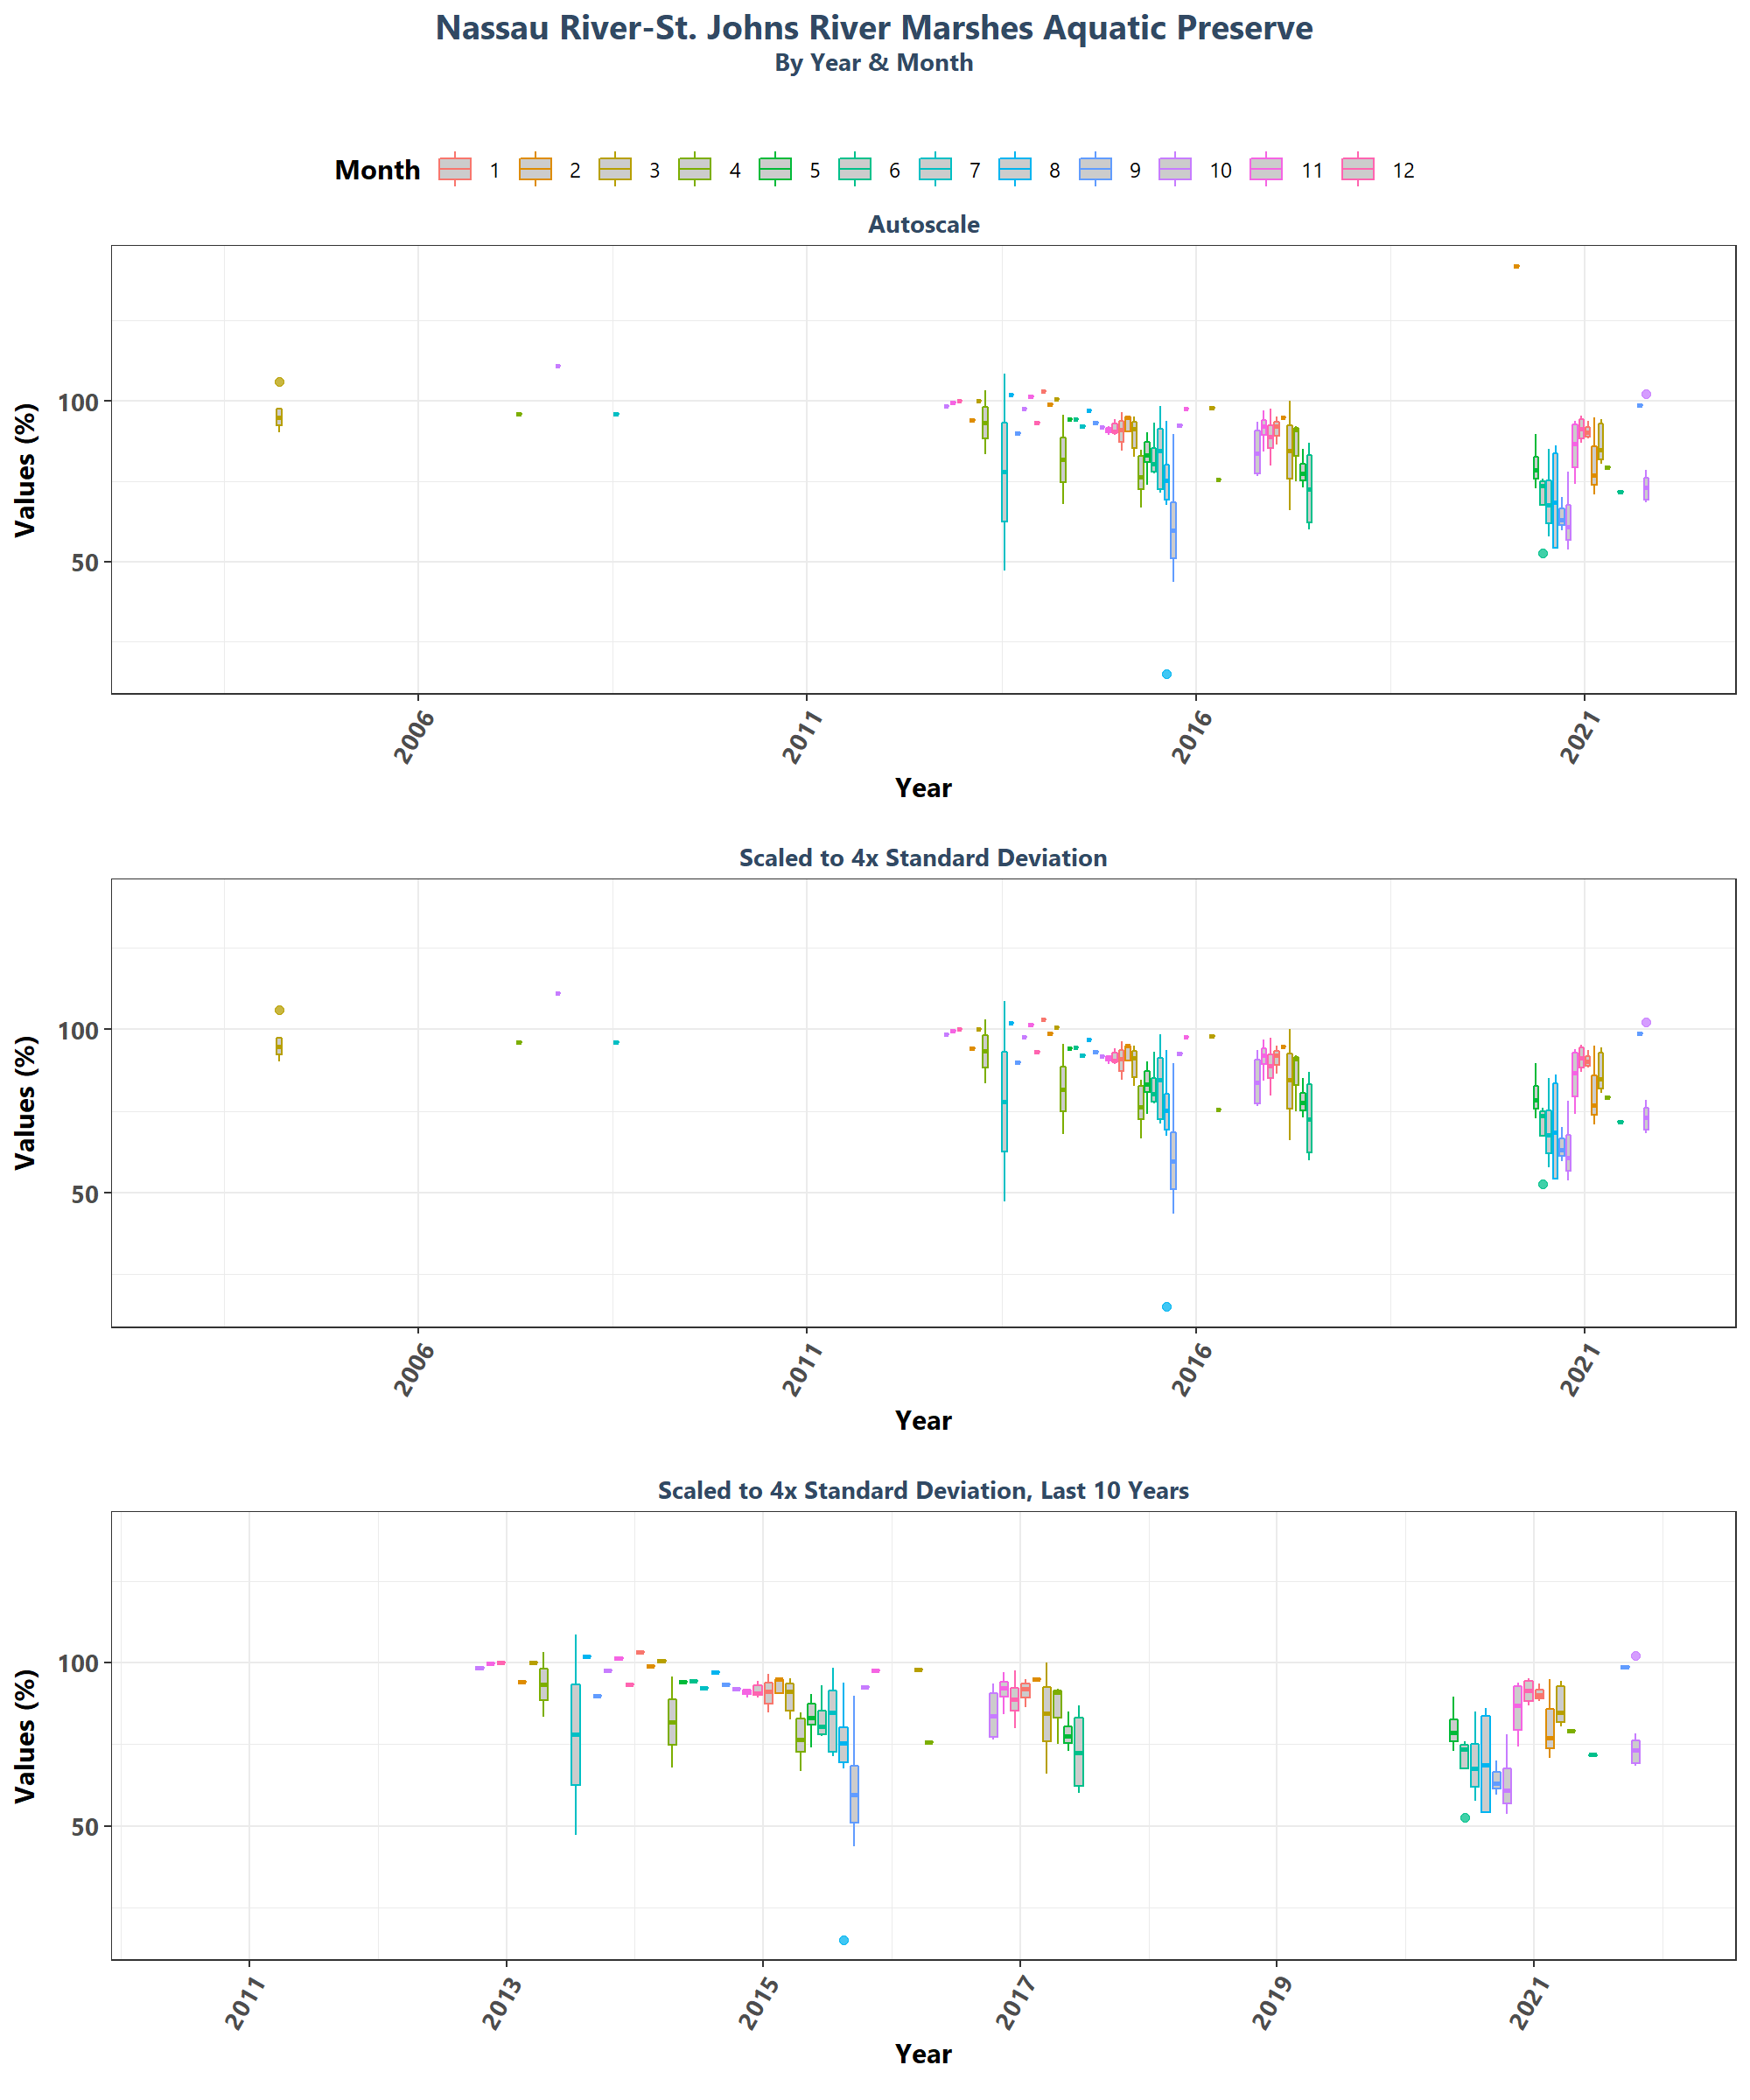 Nassau River-St. Johns River Marshes Aquatic Preserve
By Year & Month
Month 1 2 3 4 5 6 7 8 9 10 11 12
Autoscale
Values (%)
100
50
2006 2011 2016 2021
Year
Scaled to 4x Standard Deviation
Values (%)
100
50
2006 2011 2016 2021
Year
Scaled to 4x Standard Deviation, Last 10 Years
Values (%)
100
50
2011 2013 2015 2017 2019 2021
Year